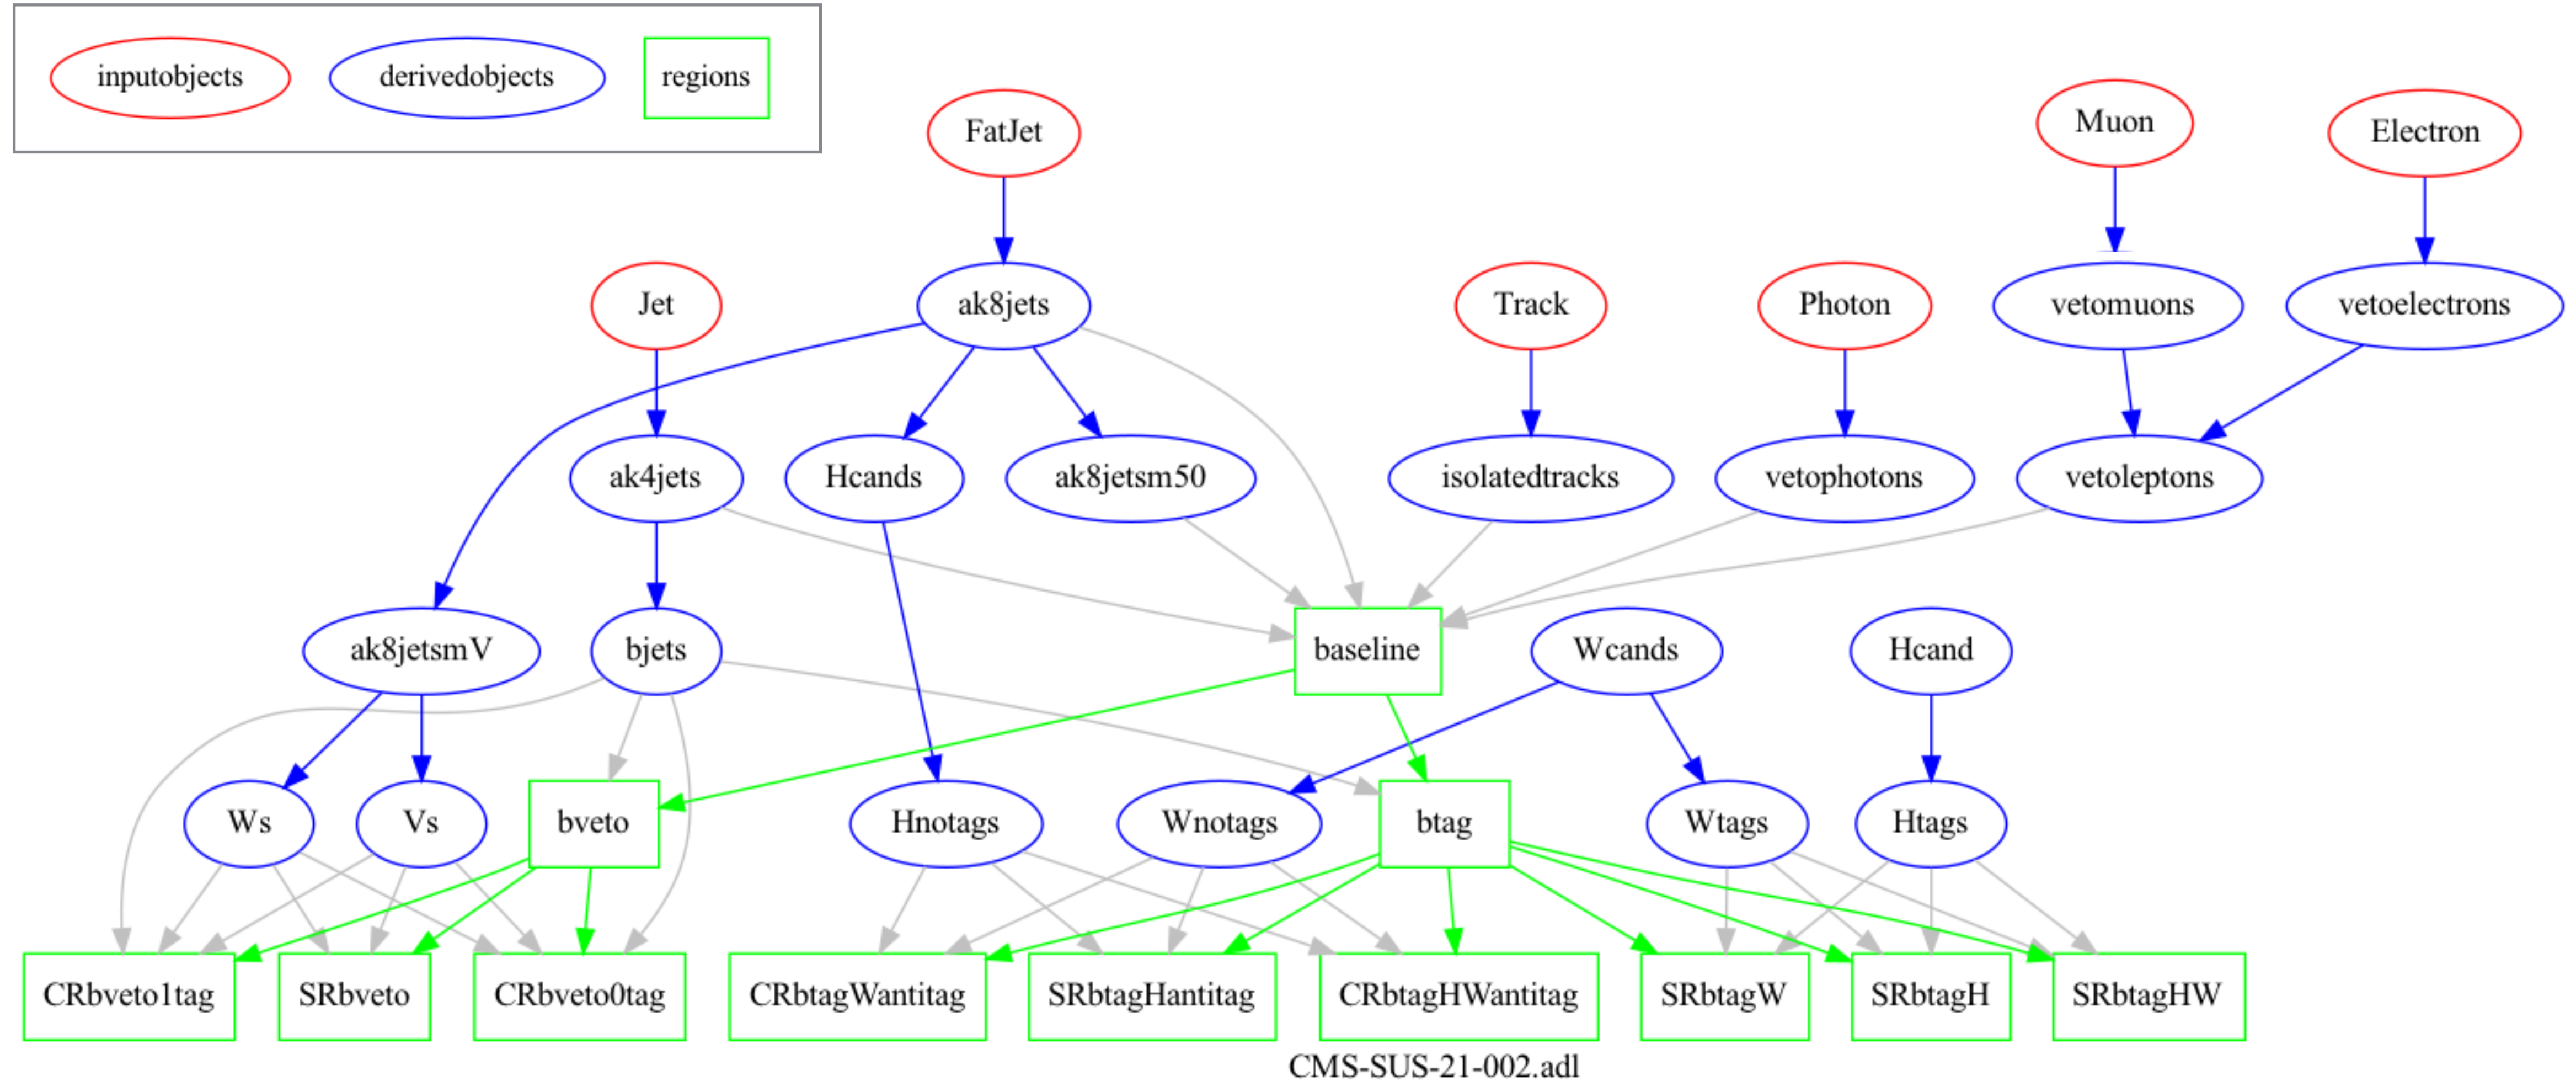 inputobjects
derivedobjects
regions
FatJet
Muon
Electron
Jet
ak8jets
Track
Photon
vetomuons
vetoelectrons
ak4jets
Hcands
ak8jetsm50
isolatedtracks
vetophotons
vetoleptons
ak8jetsmV
bjets
baseline
Wcands
Hcand
Ws
Vs
bveto
Hnotags
Wnotags
btag
Wtags
Htags
CRbveto1tag
SRbveto
CRbveto0tag
CRbtagWantitag
SRbtagHantitag
CRbtagHWantitag
SRbtagW
SRbtagH
SRbtagHW
CMS-SUS-21-002.adl